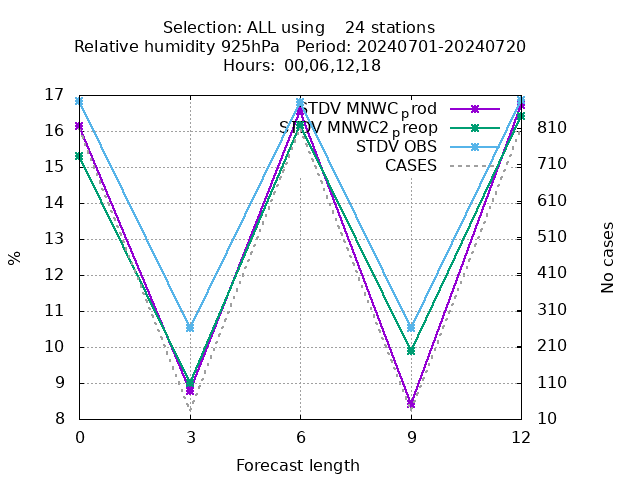 Selection: ALL using 24 stations
Relative humidity 925hPa Period: 20240701-20240720
Hours: 00,06,12,18
STDV MNWC_prod
STDV MNWC2_preop
STDV OBS
CASES
17
16
15
14
13
12
11
10
9
8
810
710
610
510
410
310
210
110
10
%
No cases
0 3 6 9 12
Forecast length